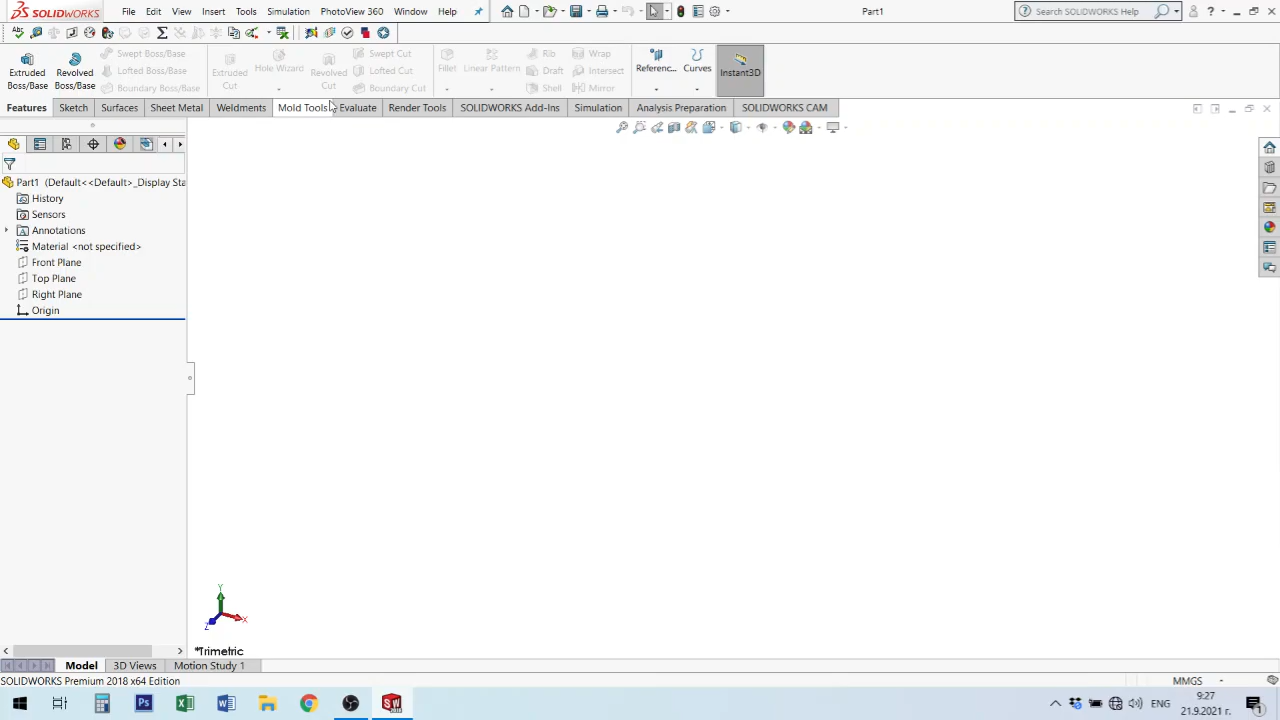 SOLIDWORKS File Edit View Insert Tools Simulation PhotoView 360 Window Help Part1 Search SOLIDWORKS Help
Extruded Boss/Base
Revolved Boss/Base
Swept Boss/Base
Lofted Boss/Base
Boundary Boss/Base
Extruded Cut
Hole Wizard
Revolved Cut
Swept Cut
Lofted Cut
Boundary Cut
Fillet
Linear Pattern
Rib
Draft
Shell
Wrap
Intersect
Mirror
Referenc...
Curves
Instant3D
Features Sketch Surfaces Sheet Metal Weldments Mold Tools Evaluate Render Tools SOLIDWORKS Add-Ins Simulation Analysis Preparation SOLIDWORKS CAM
Part1 (Default<<Default>_Display Sta
History
Sensors
Annotations
Material <not specified>
Front Plane
Top Plane
Right Plane
Origin
Y
X
Z
*Trimetric
Model 3D Views Motion Study 1
SOLIDWORKS Premium 2018 x64 Edition MMGS
ENG
9:27
21.9.2021 г.